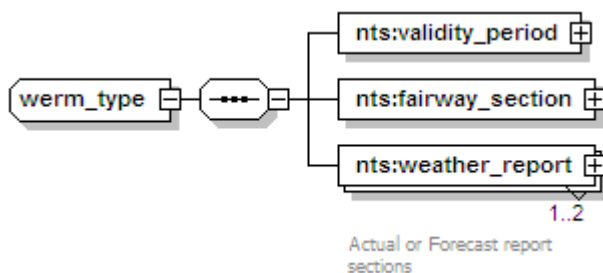 nts:validity_period
werm_type
nts:fairway_section
nts:weather_report
1..2
Actual or Forecast report
sections